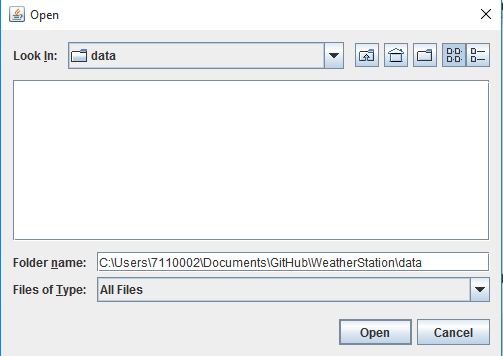 Open
Look In: data
Folder name: C:\Users\7110002\Documents\GitHub\WeatherStation\data
Files of Type: All Files
Open Cancel